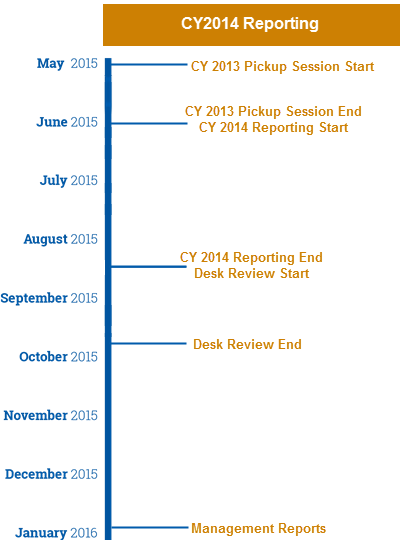 CY2014 Reporting
May 2015
CY 2013 Pickup Session Start
CY 2013 Pickup Session End
June 2015
CY 2014 Reporting Start
July 2015
August 2015
CY 2014 Reporting End
Desk Review Start
September 2015
Desk Review End
October 2015
November 2015
December 2015
Management Reports
January 2016